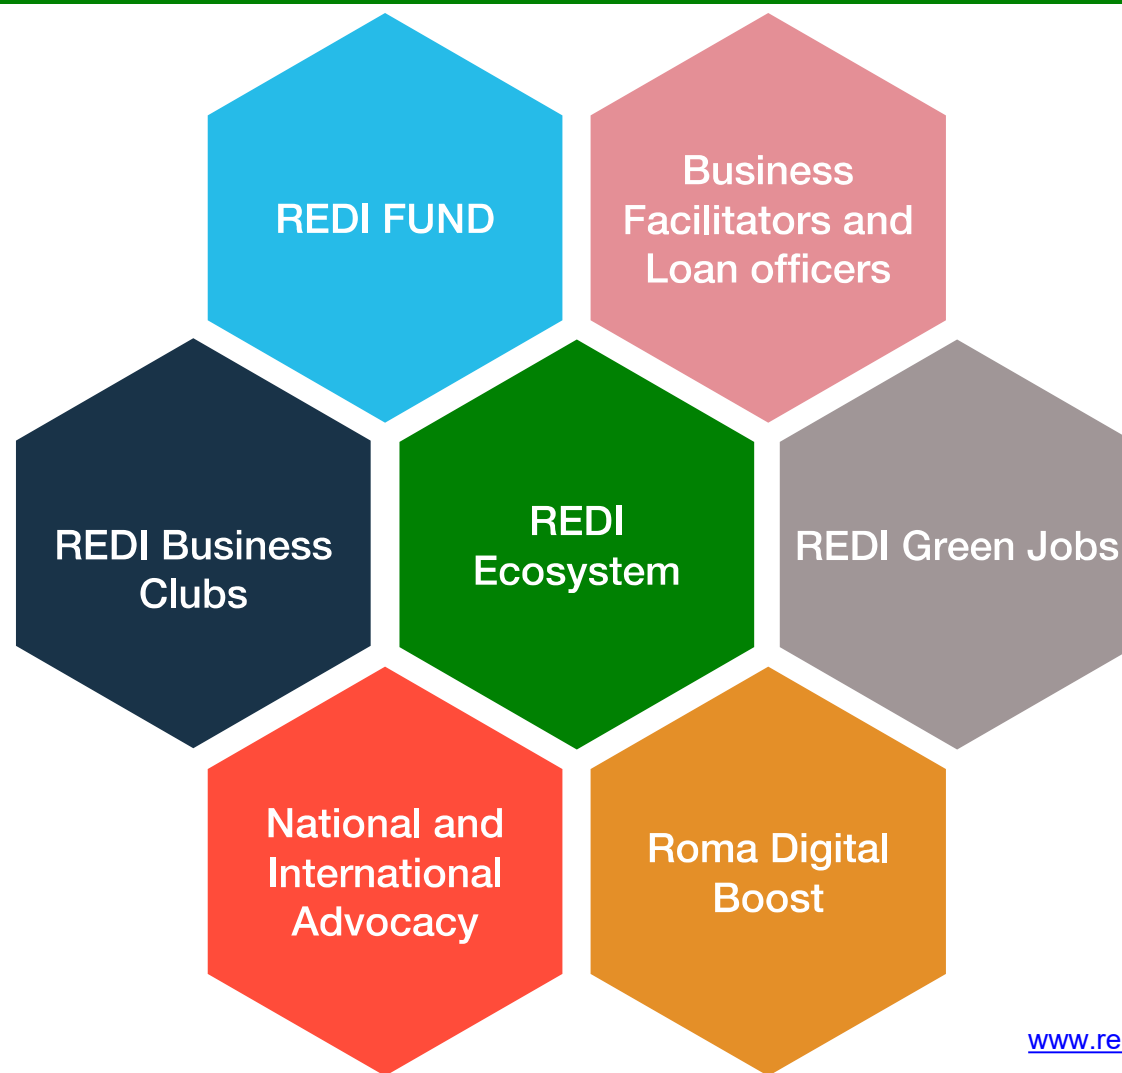 REDI FUND
Business
Facilitators and
Loan officers
REDI Business
Clubs
REDI
Ecosystem
REDI Green Jobs
National and
International
Advocacy
Roma Digital
Boost
www.re